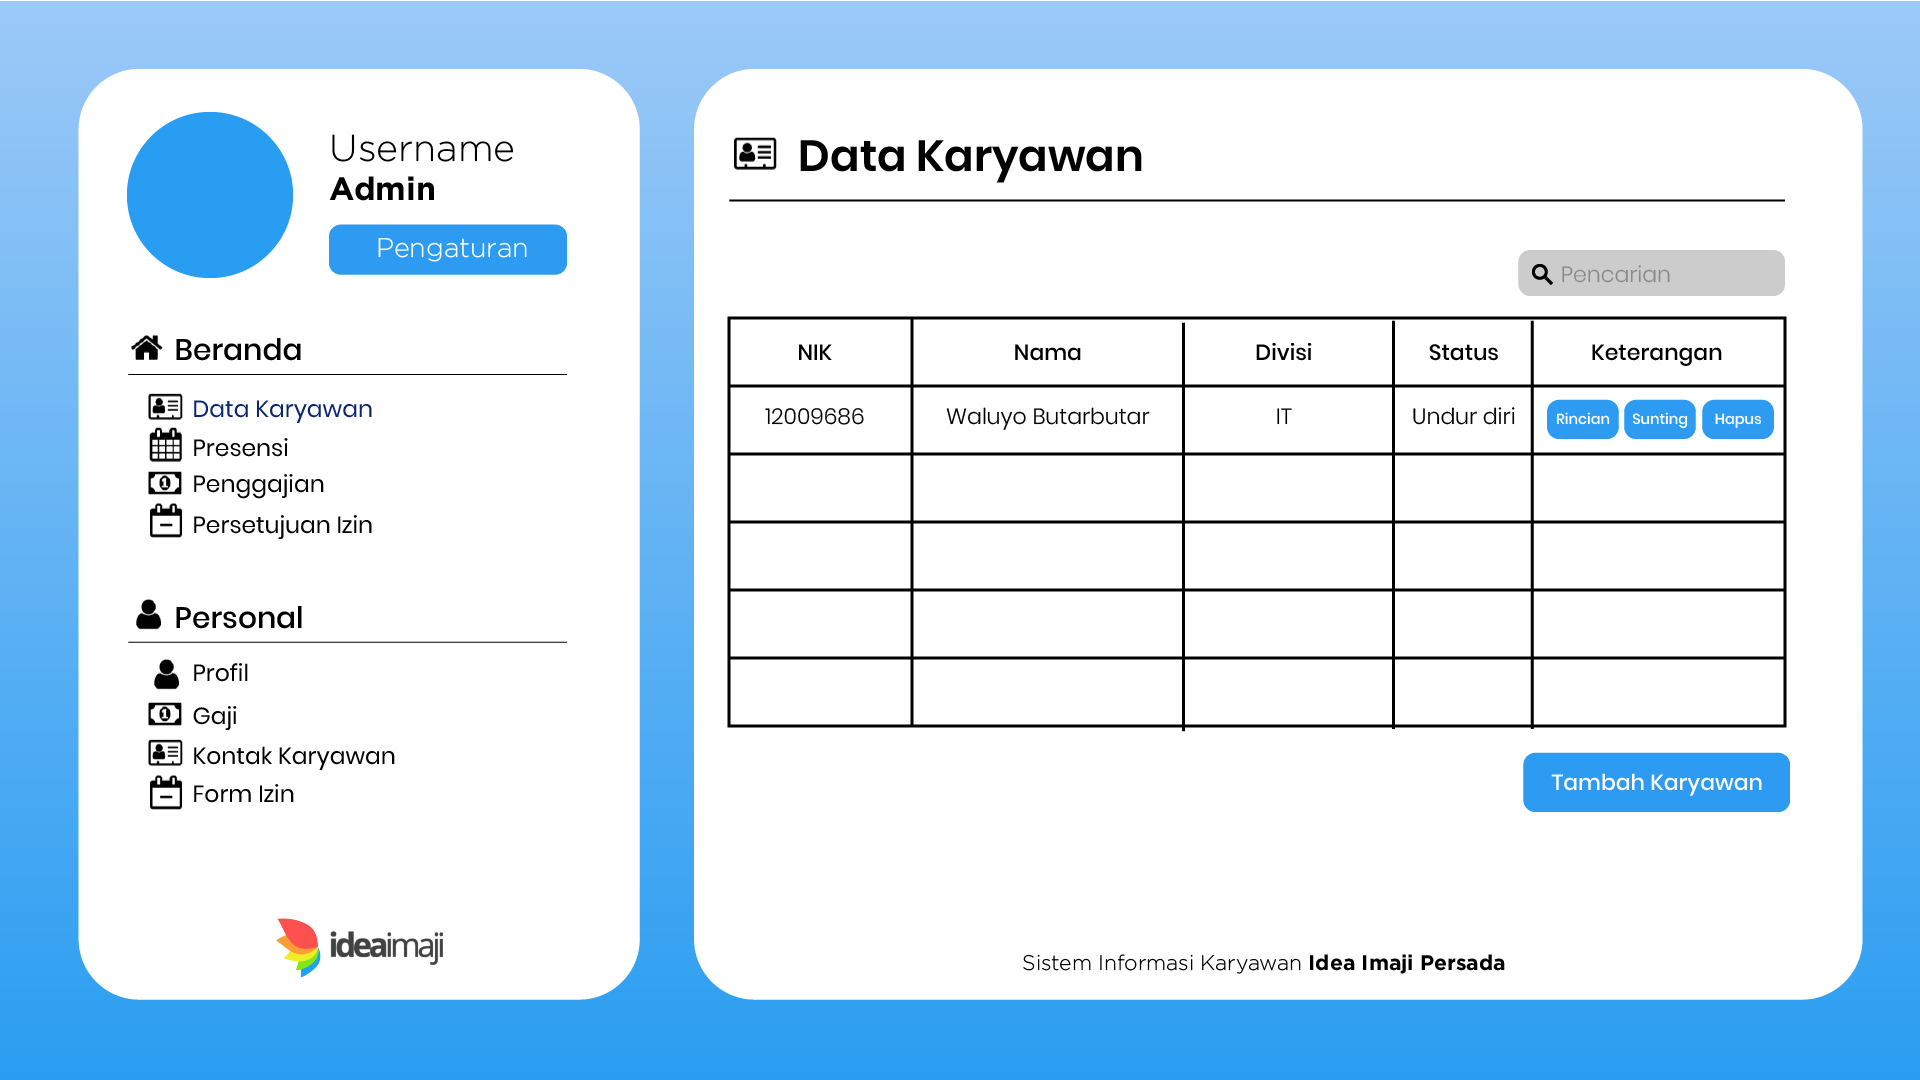 Username
Admin
Pengaturan
Beranda
Data Karyawan
Presensi
Penggajian
Persetujuan Izin
Personal
Profil
Gaji
Kontak Karyawan
Form Izin
ideaimaji
Data Karyawan
Pencarian
NIK Nama Divisi Status Keterangan
12009686 Waluyo Butarbutar IT Undur diri Rincian Sunting Hapus
Tambah Karyawan
Sistem Informasi Karyawan Idea Imaji Persada